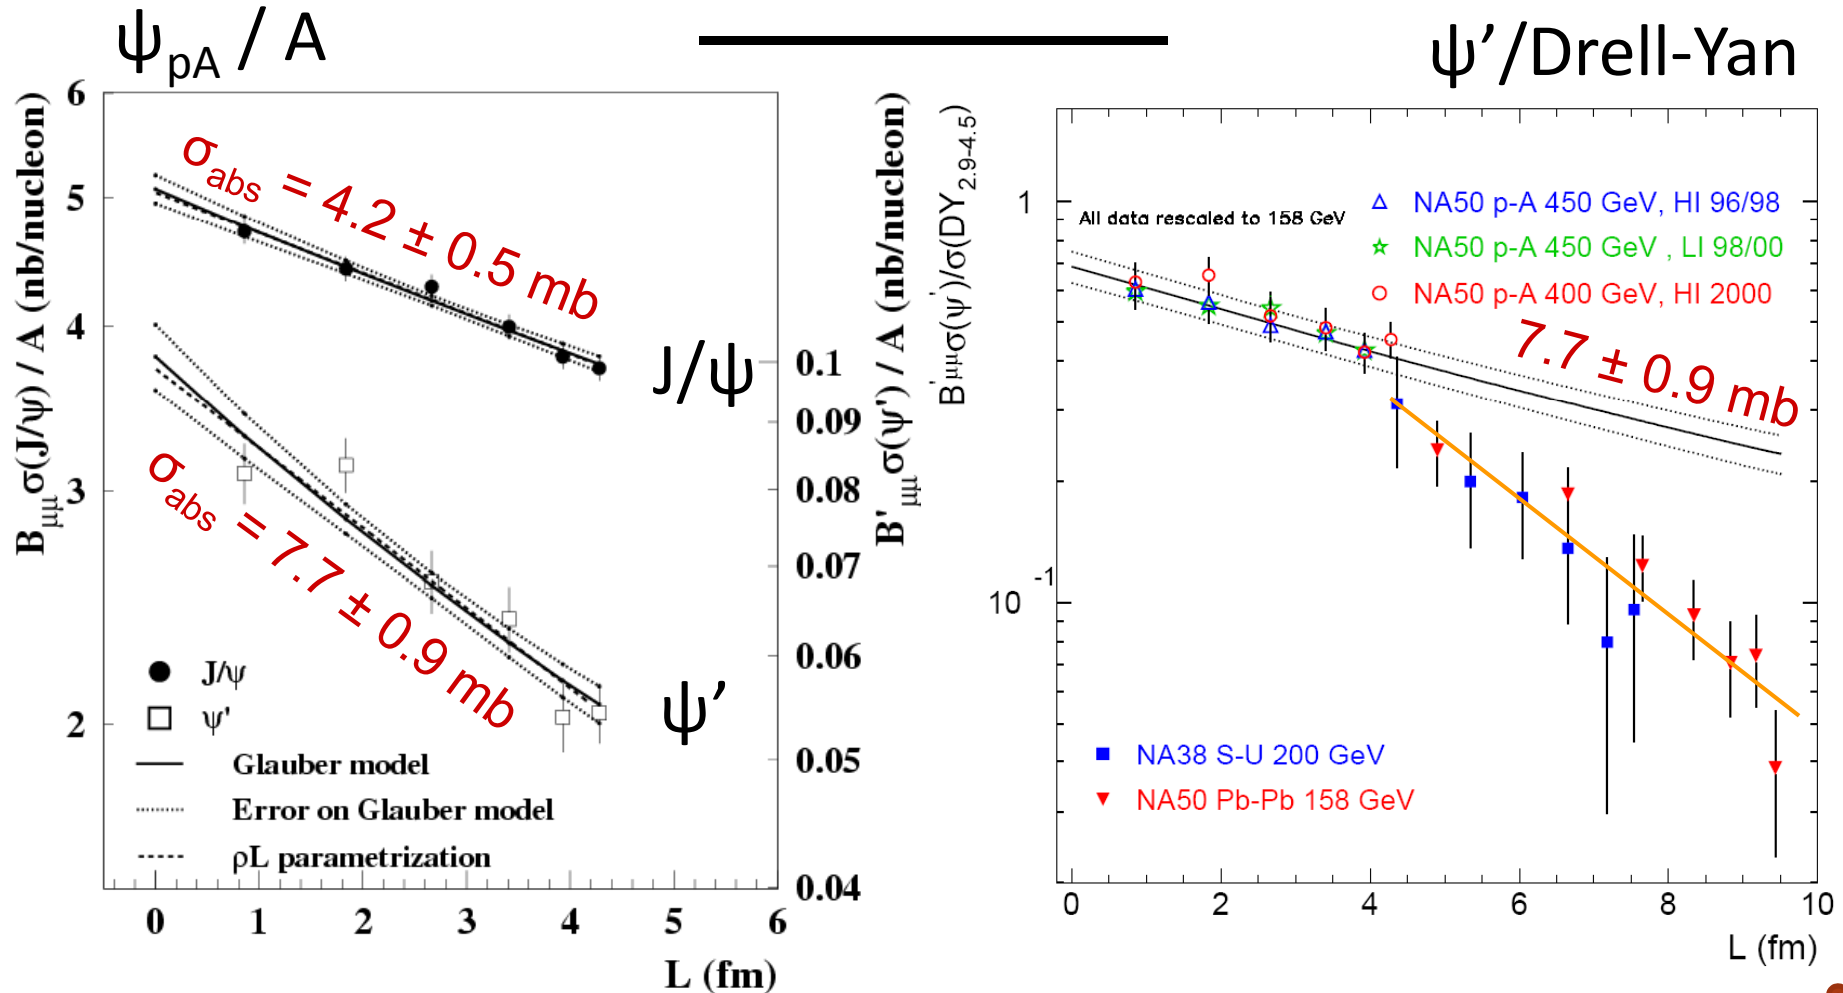 ψpA / A
ψ’/Drell-Yan
Bμμσ(J/ψ) / A (nb/nucleon)
6
5
4
3
2
σabs = 4.2 ± 0.5 mb
J/ψ
σabs = 7.7 ± 0.9 mb
ψ’
J/ψ
ψ'
Glauber model
Error on Glauber model
ρL parametrization
0 1 2 3 4 5 6
L (fm)
B'μμσ(ψ') / A (nb/nucleon)
0.1
0.09
0.08
0.07
0.06
0.05
0.04
B'μμσ(ψ')/σ(DY2.9-4.5)
1
10-1
All data rescaled to 158 GeV
NA50 p-A 450 GeV, HI 96/98
NA50 p-A 450 GeV , LI 98/00
NA50 p-A 400 GeV, HI 2000
7.7 ± 0.9 mb
NA38 S-U 200 GeV
NA50 Pb-Pb 158 GeV
0 2 4 6 8 10
L (fm)